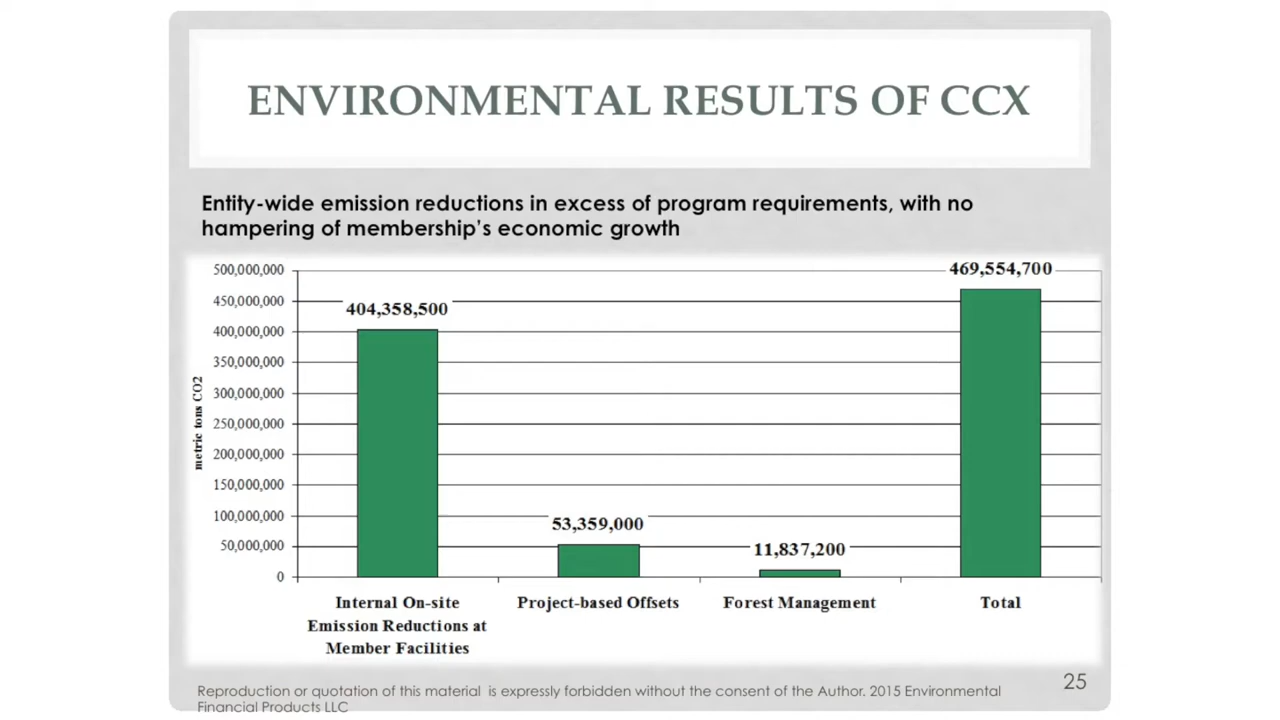 ENVIRONMENTAL RESULTS OF CCX
Entity-wide emission reductions in excess of program requirements, with no
hampering of membership’s economic growth
metric tons CO2
500,000,000
450,000,000
400,000,000
350,000,000
300,000,000
250,000,000
200,000,000
150,000,000
100,000,000
50,000,000
0
404,358,500
53,359,000
11,837,200
469,554,700
Internal On-site
Emission Reductions at
Member Facilities
Project-based Offsets
Forest Management
Total
Reproduction or quotation of this material is expressly forbidden without the consent of the Author. 2015 Environmental
Financial Products LLC
25